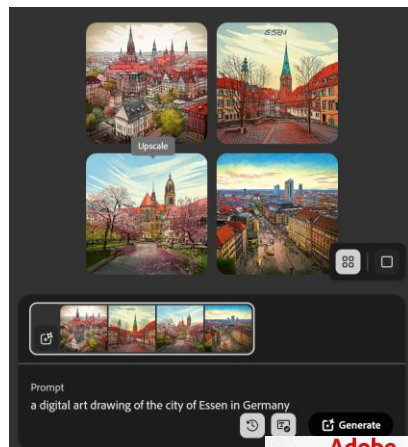 ESSEN
Upscale
Prompt
a digital art drawing of the city of Essen in Germany
Generate
Adobe